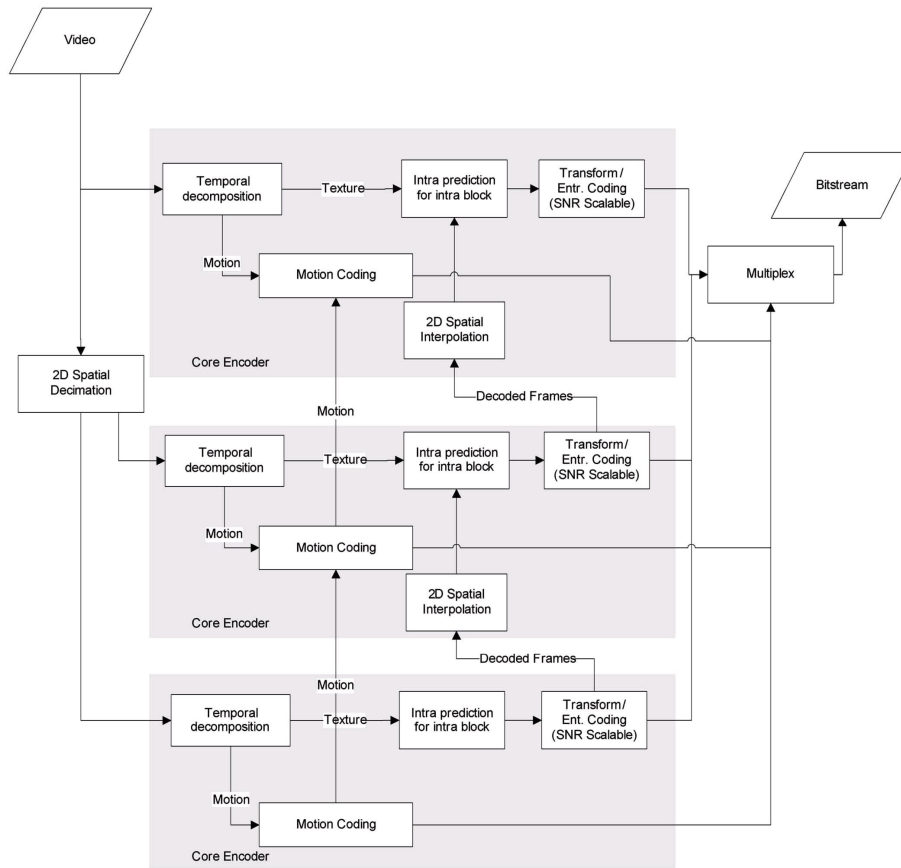 Video
Temporal
decomposition
Texture
Intra prediction
for intra block
Transform/
Entr. Coding
(SNR Scalable)
Bitstream
Motion
Motion Coding
Multiplex
2D Spatial
Interpolation
Core Encoder
2D Spatial
Decimation
Decoded Frames
Motion
Temporal
decomposition
Texture
Intra prediction
for intra block
Transform/
Entr. Coding
(SNR Scalable)
Motion
Motion Coding
2D Spatial
Interpolation
Core Encoder
Decoded Frames
Motion
Temporal
decomposition
Texture
Intra prediction
for intra block
Transform/
Ent. Coding
(SNR Scalable)
Motion
Motion Coding
Core Encoder